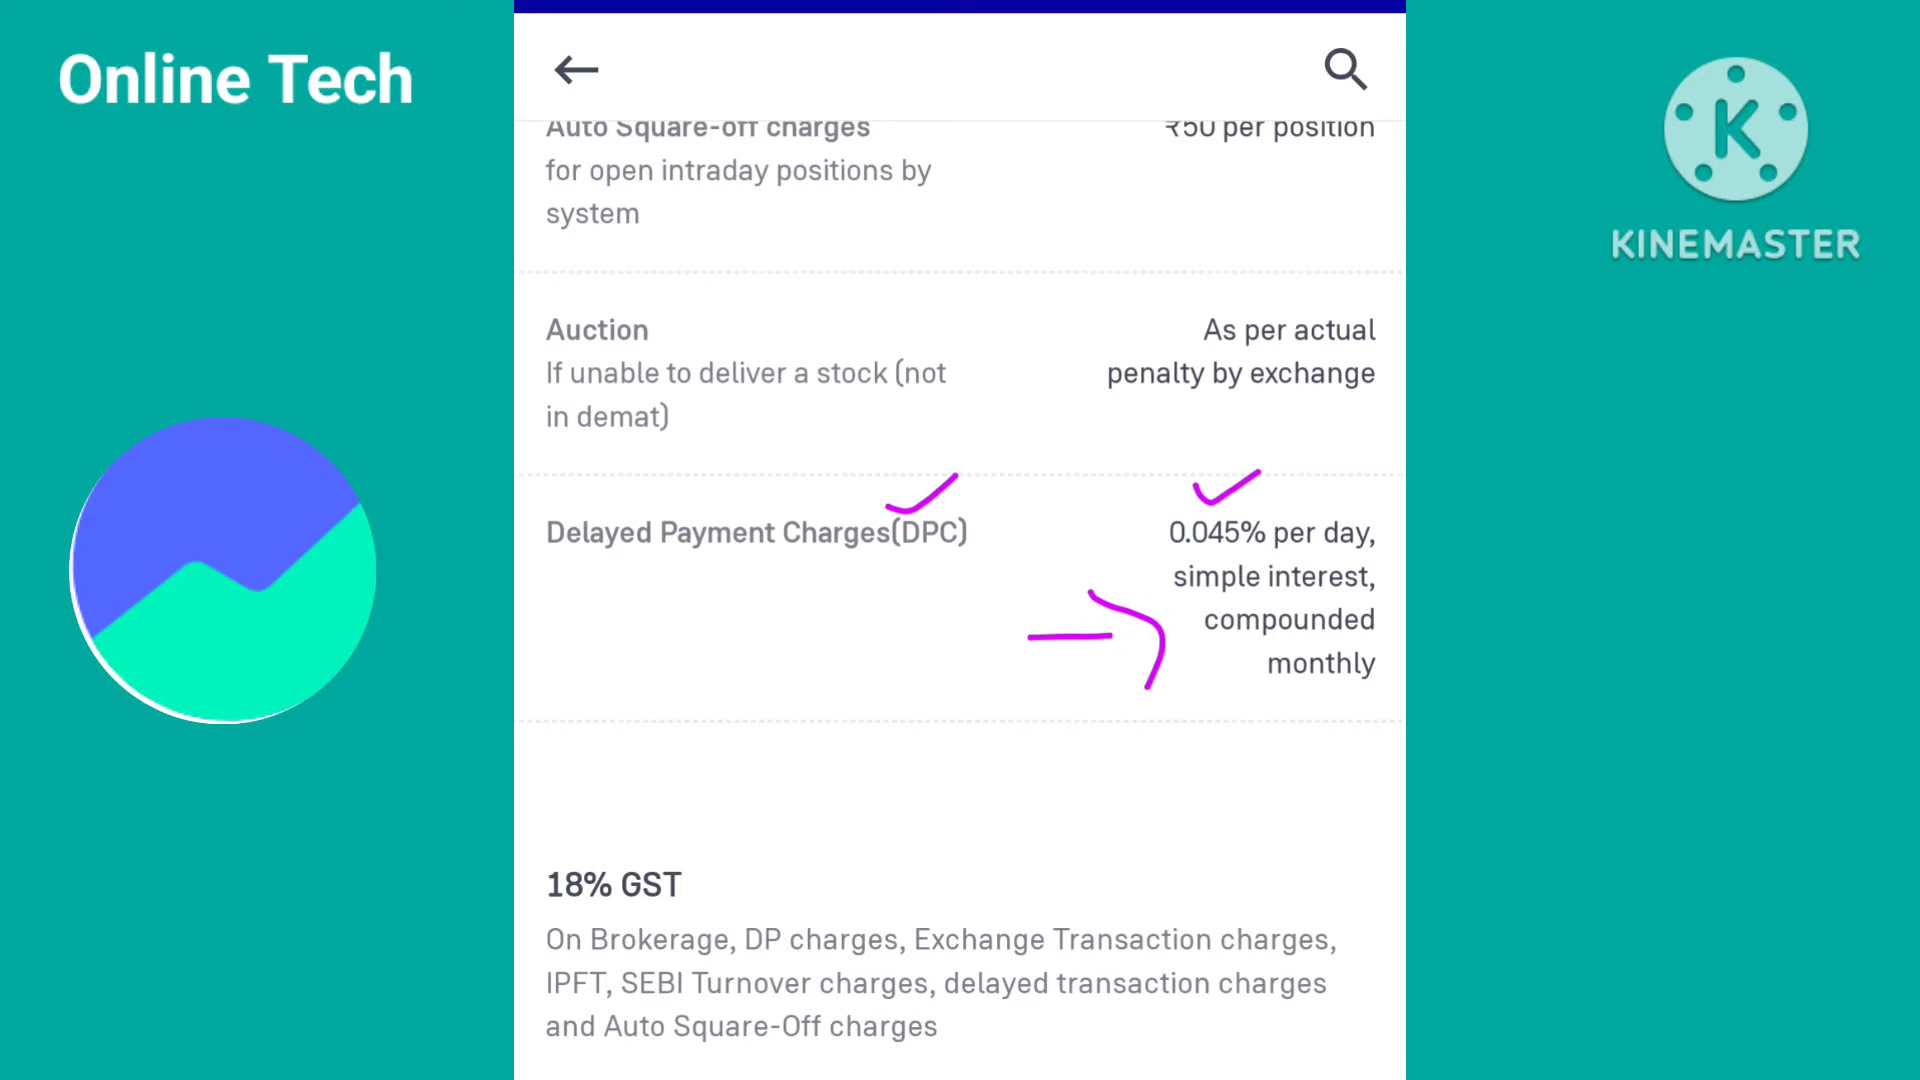 Online Tech
Auto Square-off charges
₹50 per position
for open intraday positions by
system
Auction
As per actual
If unable to deliver a stock (not
penalty by exchange
in demat)
Delayed Payment Charges(DPC)
0.045% per day,
simple interest,
compounded
monthly
18% GST
On Brokerage, DP charges, Exchange Transaction charges,
IPFT, SEBI Turnover charges, delayed transaction charges
and Auto Square-Off charges
K
KINEMASTER